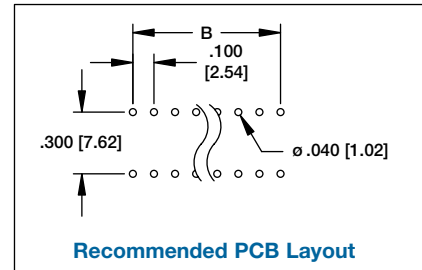 B
.100
[2.54]
.300 [7.62]
ø .040 [1.02]
Recommended PCB Layout